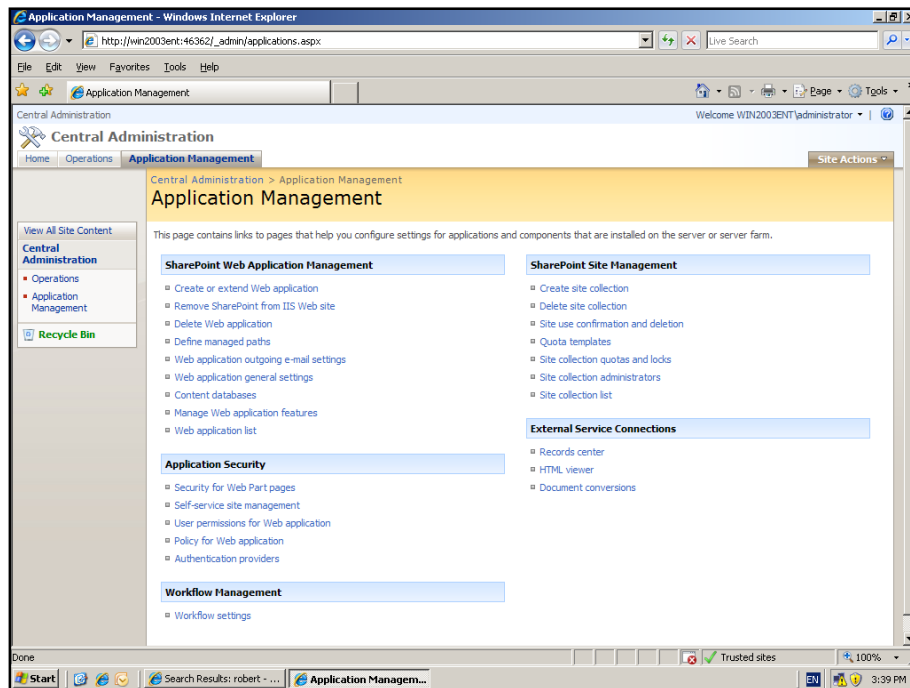 Application Management - Windows Internet Explorer
http://win2003ent:46362/_admin/applications.aspx
Live Search
File Edit View Favorites Tools Help
Application Management
Page Tools
Central Administration
Welcome WIN2003ENT\administrator
Central Administration
Home Operations Application Management
Site Actions
Central Administration > Application Management
Application Management
View All Site Content
Central
Administration
Operations
Application
Management
Recycle Bin
This page contains links to pages that help you configure settings for applications and components that are installed on the server or server farm.
SharePoint Web Application Management
Create or extend Web application
Remove SharePoint from IIS Web site
Delete Web application
Define managed paths
Web application outgoing e-mail settings
Web application general settings
Content databases
Manage Web application features
Web application list
Application Security
Security for Web Part pages
Self-service site management
User permissions for Web application
Policy for Web application
Authentication providers
Workflow Management
Workflow settings
SharePoint Site Management
Create site collection
Delete site collection
Site use confirmation and deletion
Quota templates
Site collection quotas and locks
Site collection administrators
Site collection list
External Service Connections
Records center
HTML viewer
Document conversions
Done
Trusted sites
100%
Start
Search Results: robert - ...
Application Managem...
EN
3:39 PM